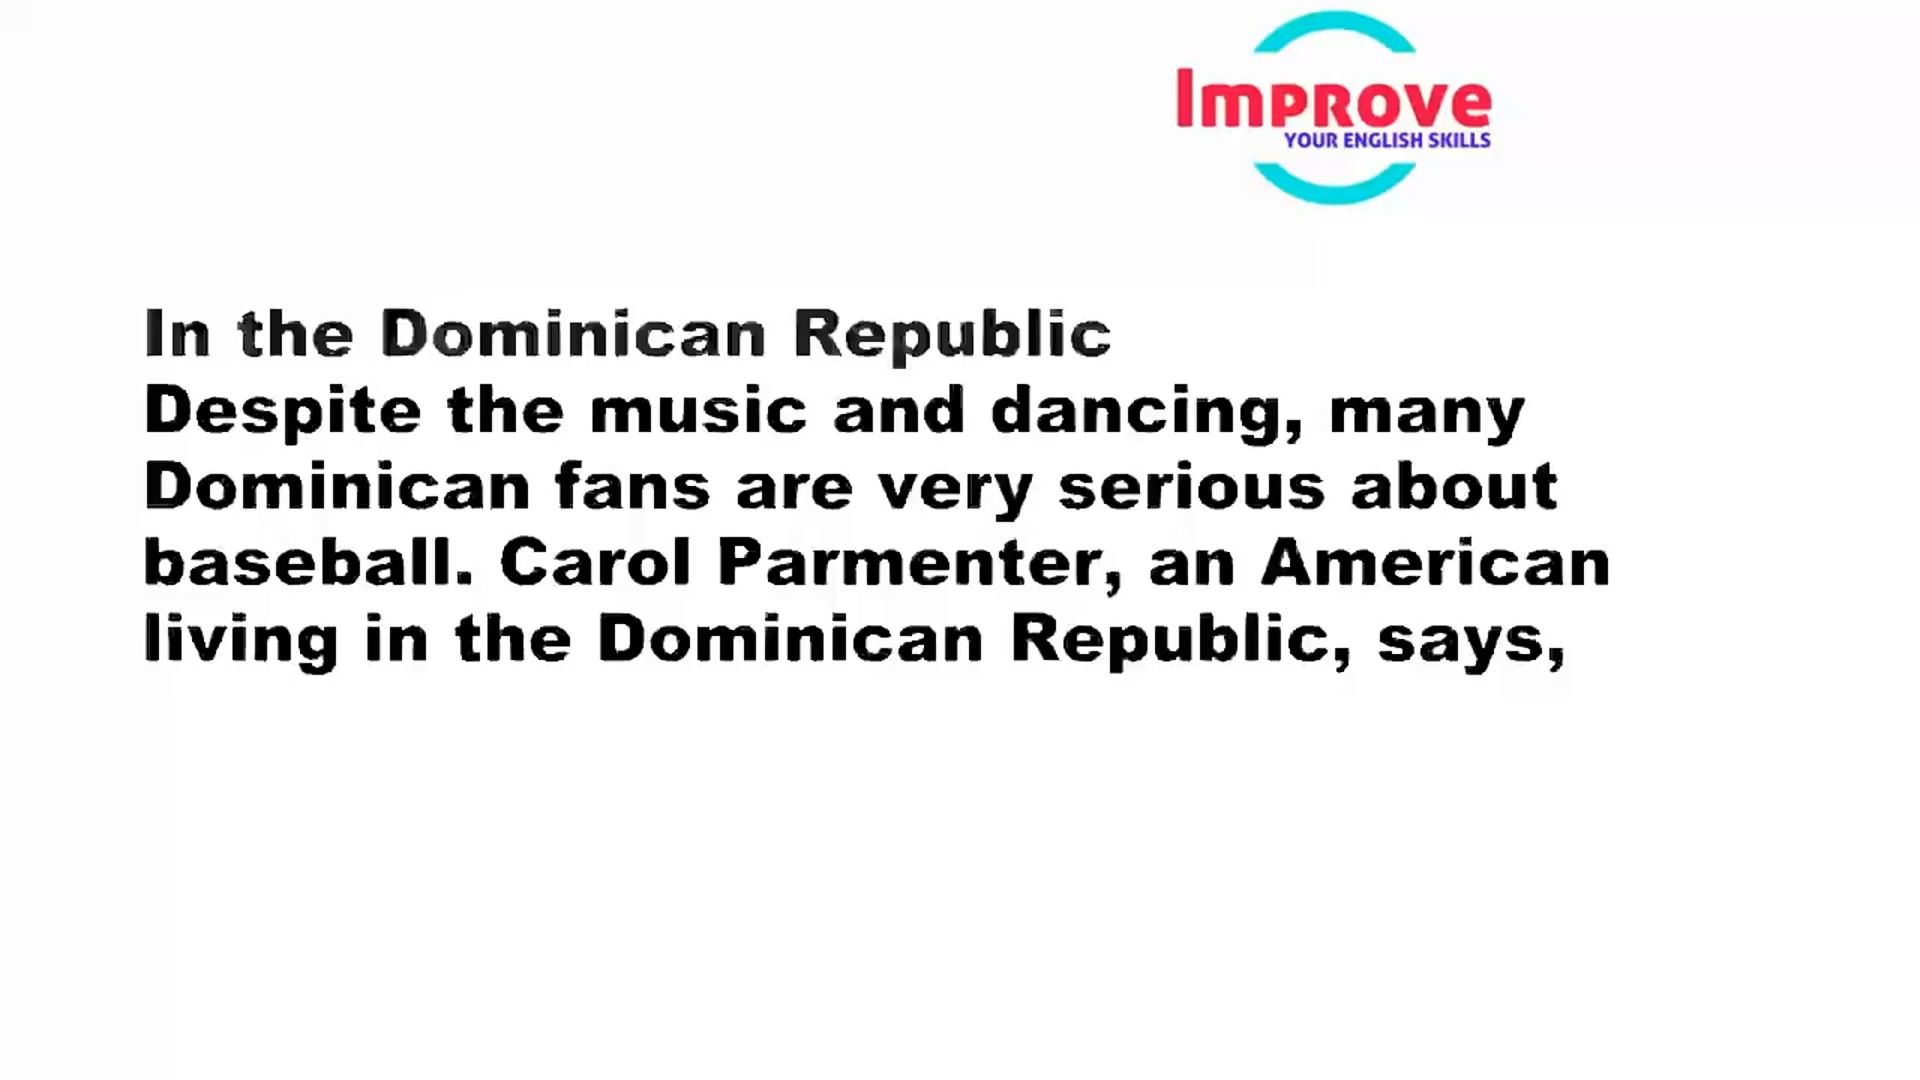 Improve
YOUR ENGLISH SKILLS
In the Dominican Republic
Despite the music and dancing, many
Dominican fans are very serious about
baseball. Carol Parmenter, an American
living in the Dominican Republic, says,